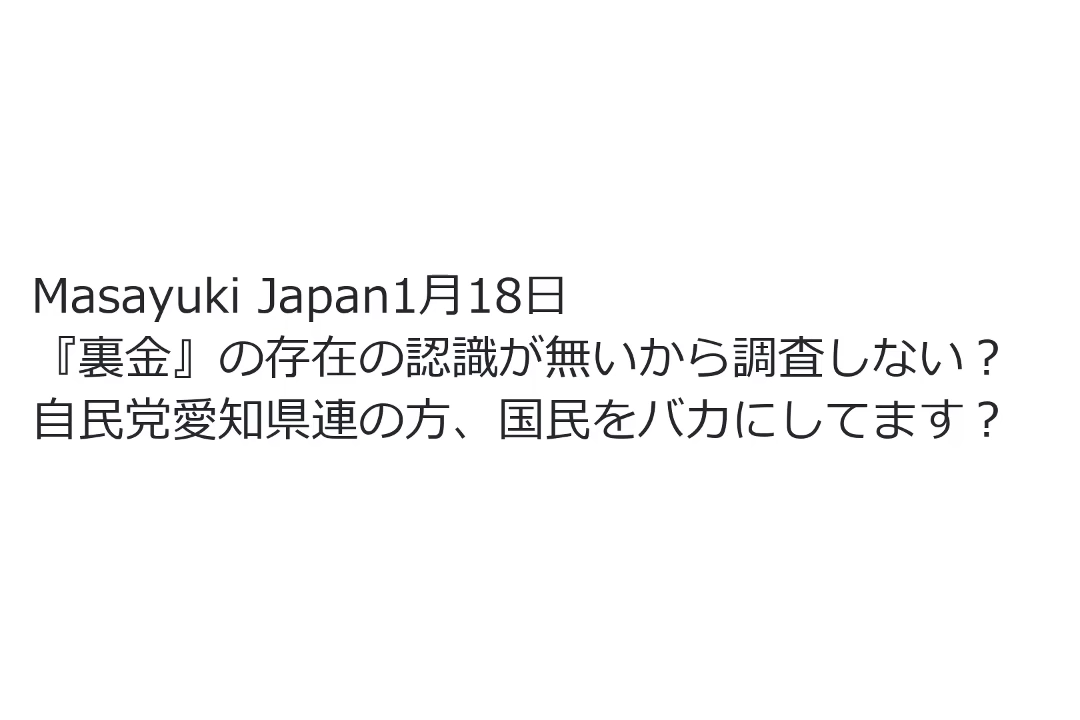 Masayuki Japan1月18日
『裏金』の存在の認識が無いから調査しない？
自民党愛知県連の方、国民をバカにしてます？